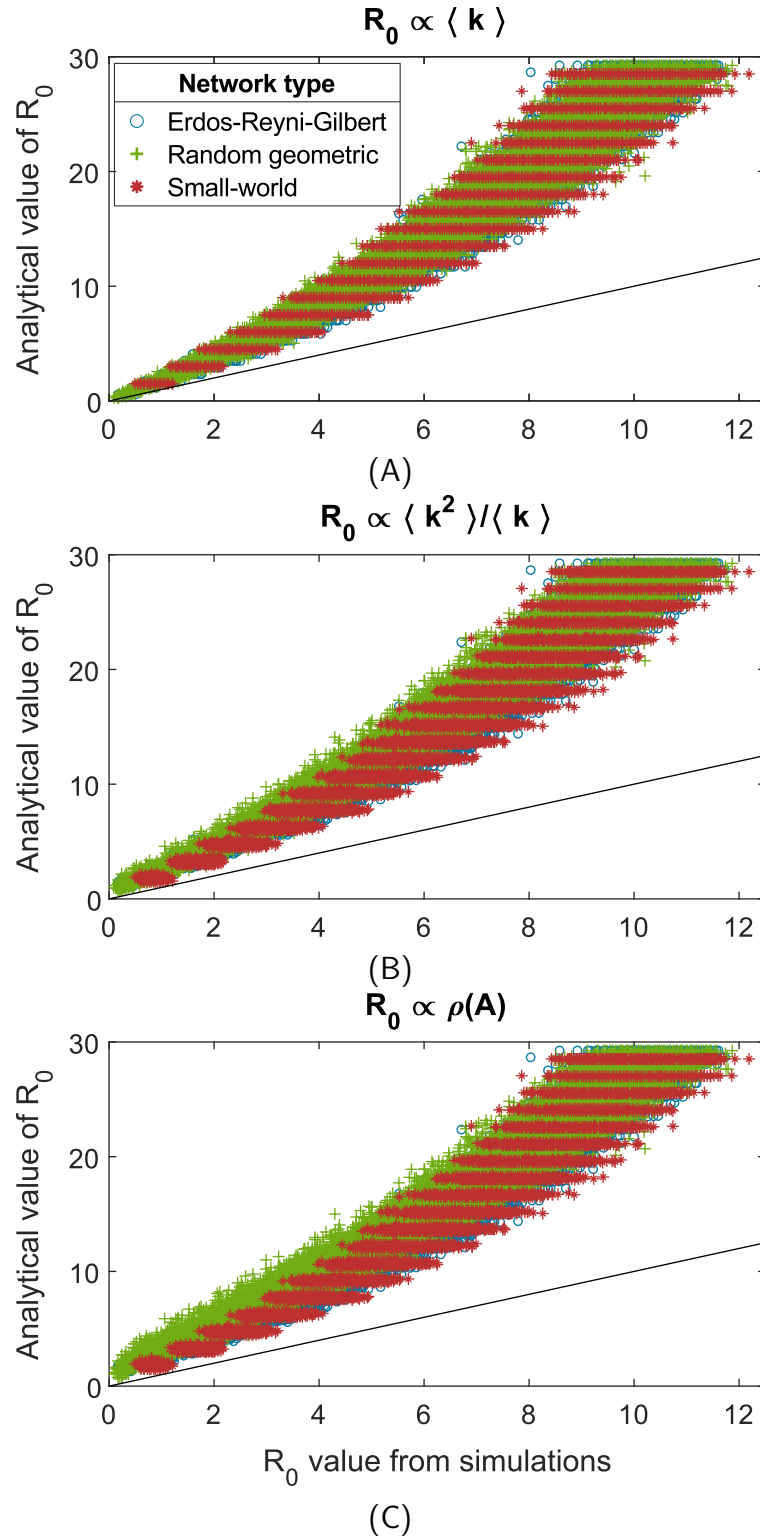 R₀ ∝ ⟨ k ⟩
30
20
10
0
Analytical value of R₀
Network type
Erdos-Reyni-Gilbert
Random geometric
Small-world
0 2 4 6 8 10 12
(A)
R₀ ∝ ⟨ k² ⟩/⟨ k ⟩
30
20
10
0
Analytical value of R₀
0 2 4 6 8 10 12
(B)
R₀ ∝ ρ(A)
30
20
10
0
Analytical value of R₀
0 2 4 6 8 10 12
R₀ value from simulations
(C)